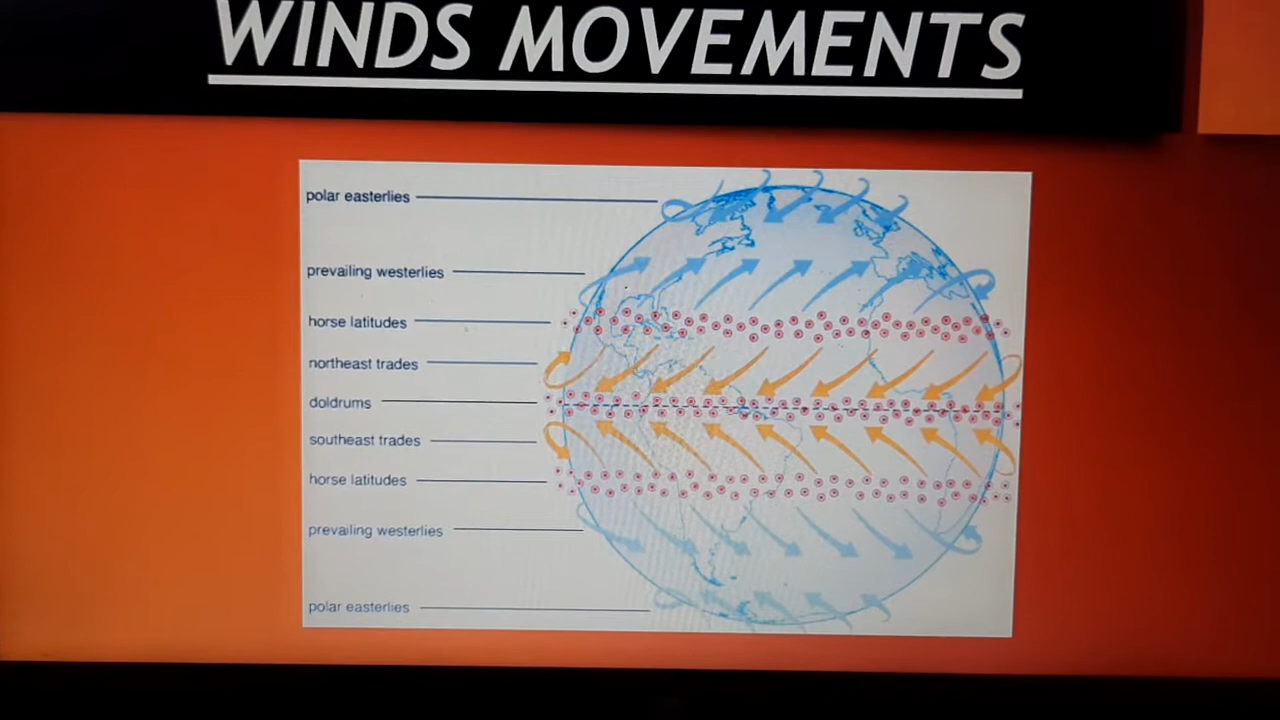 WINDS MOVEMENTS
polar easterlies
prevailing westerlies
horse latitudes
northeast trades
doldrums
southeast trades
horse latitudes
prevailing westerlies
polar easterlies